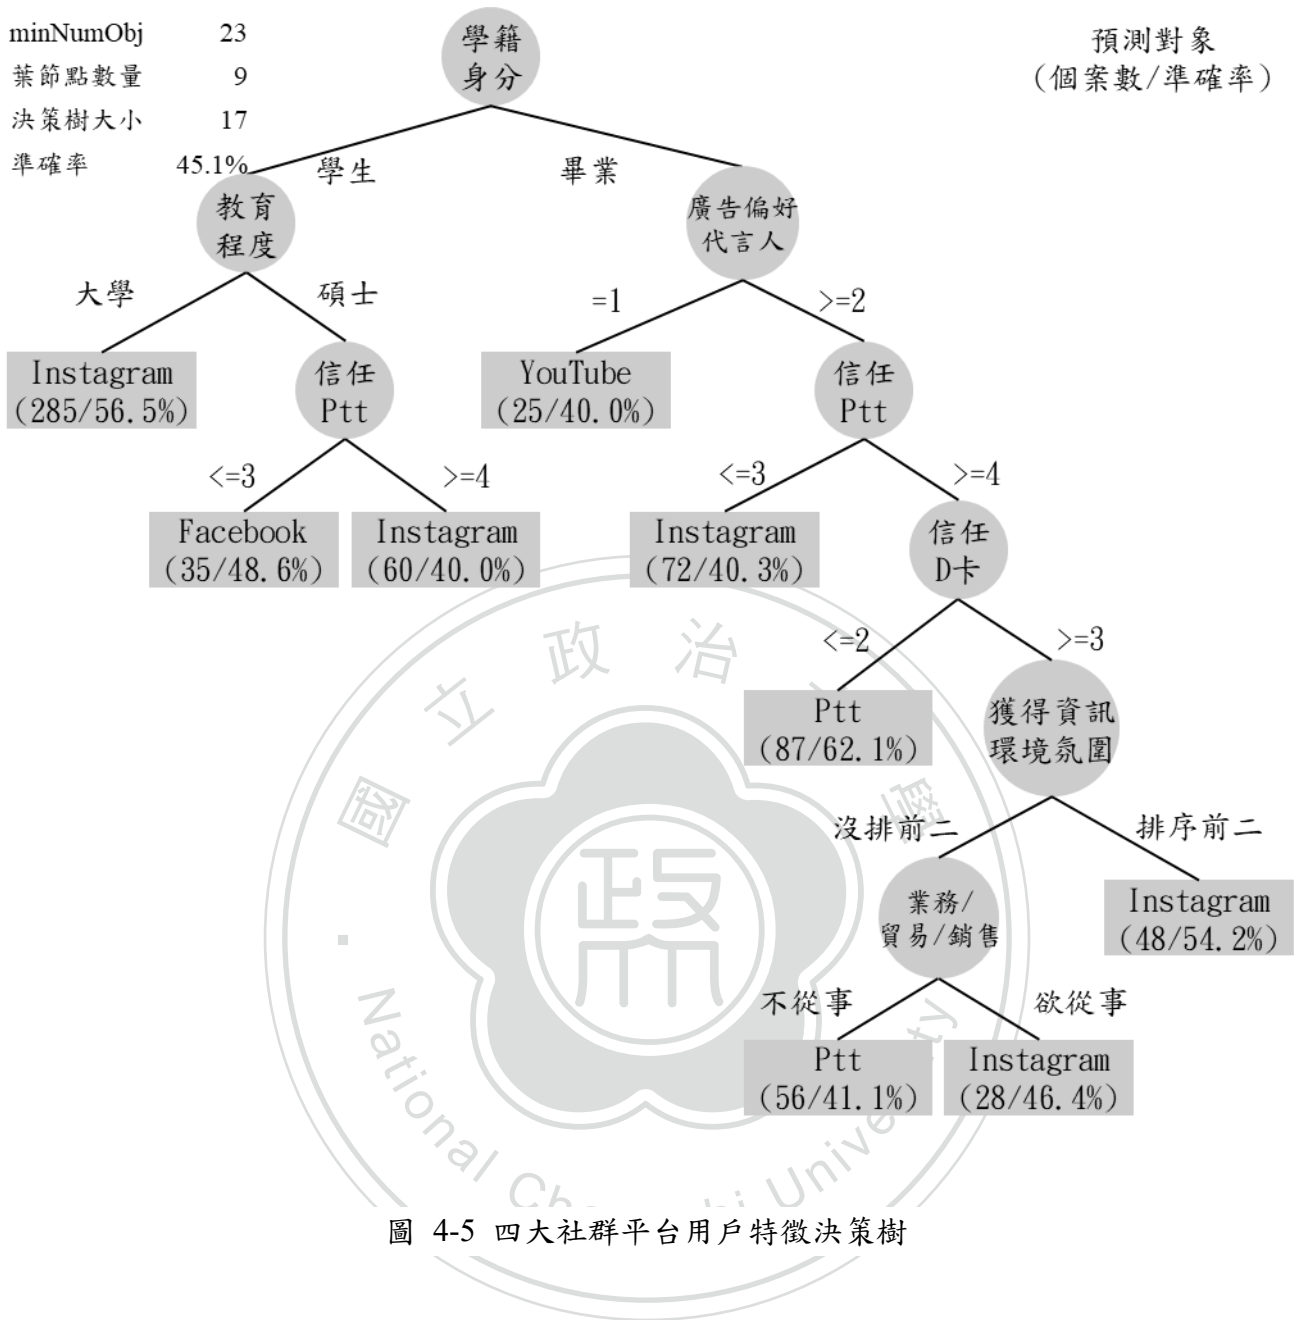 minNumObj 23
葉節點數量 9
決策樹大小 17
準確率 45.1%
預測對象
(個案數/準確率)
學籍
身分
學生
畢業
教育
程度
廣告偏好
代言人
大學
碩士
=1
>=2
Instagram
(285/56.5%)
信任
Ptt
YouTube
(25/40.0%)
信任
Ptt
<=3
>=4
<=3
>=4
Facebook
(35/48.6%)
Instagram
(60/40.0%)
Instagram
(72/40.3%)
信任
D卡
<=2
>=3
Ptt
(87/62.1%)
獲得資訊
環境氛圍
沒排前二
排序前二
業務/
貿易/銷售
Instagram
(48/54.2%)
不從事
欲從事
Ptt
(56/41.1%)
Instagram
(28/46.4%)
國立政治學
政
National
圖 4-5 四大社群平台用戶特徵決策樹